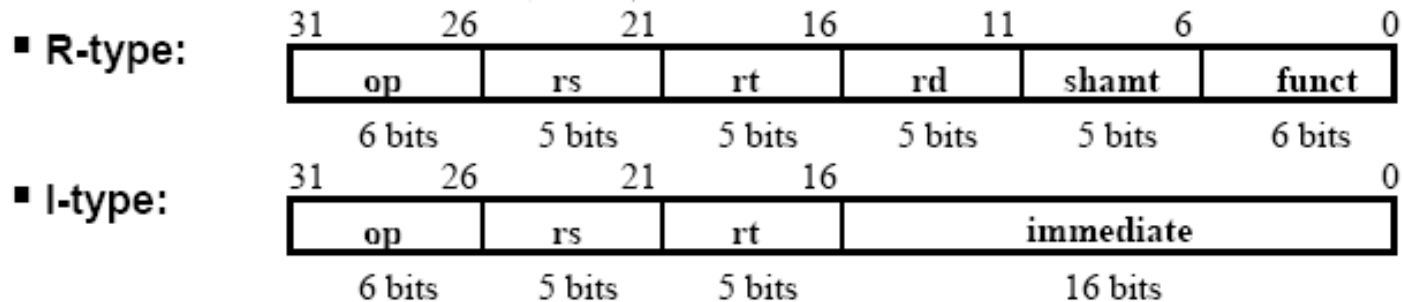 31 26 21 16 11 6 0
▪ R-type: op rs rt rd shamt funct
6 bits 5 bits 5 bits 5 bits 5 bits 6 bits
31 26 21 16 0
▪ I-type: op rs rt immediate
6 bits 5 bits 5 bits 16 bits